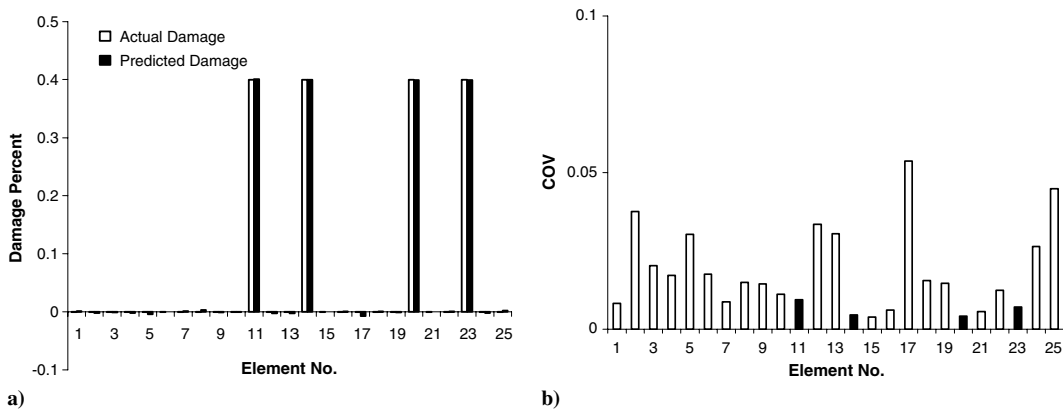 0.5
0.4
0.3
0.2
0.1
0
-0.1
Damage Percent
Actual Damage
Predicted Damage
1 3 5 7 9 11 13 15 17 19 21 23 25
Element No.
a)
0.1
0.05
0
COV
1 3 5 7 9 11 13 15 17 19 21 23 25
Element No.
b)